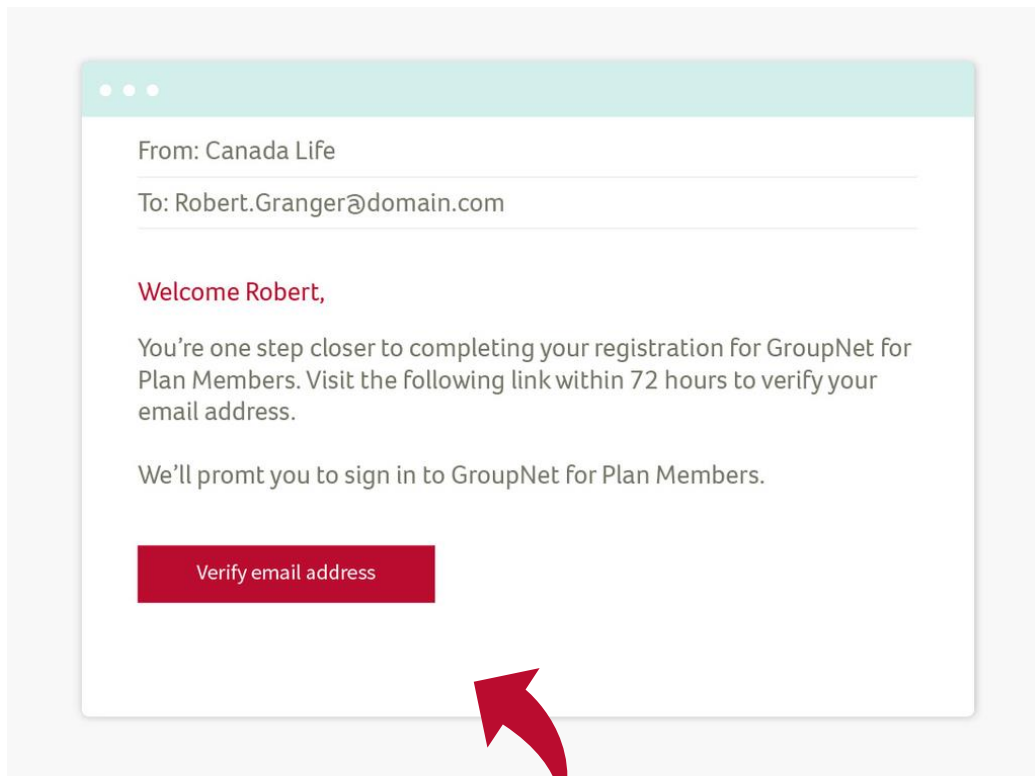 From: Canada Life
To: Robert.Granger@domain.com
Welcome Robert,
You're one step closer to completing your registration for GroupNet for
Plan Members. Visit the following link within 72 hours to verify your
email address.
We'll promt you to sign in to GroupNet for Plan Members.
Verify email address